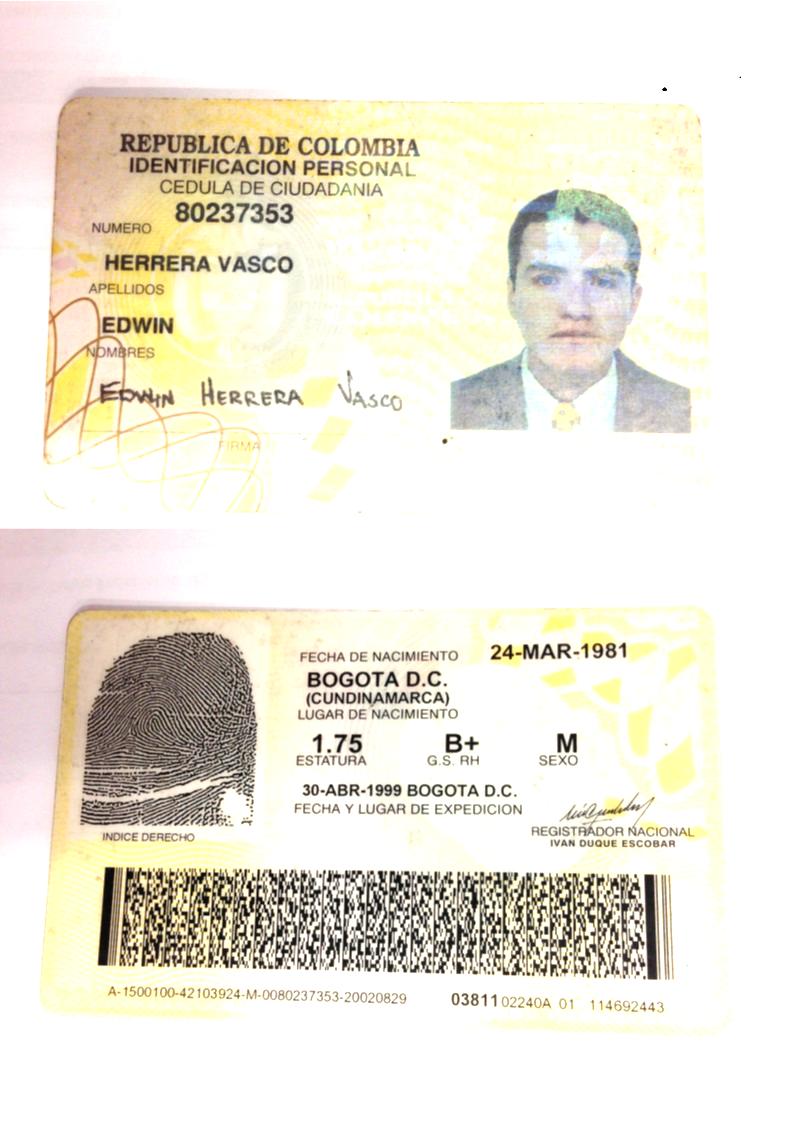 REPUBLICA DE COLOMBIA
IDENTIFICACION PERSONAL
CEDULA DE CIUDADANIA
NUMERO 80237353
HERRERA VASCO
APELLIDOS
EDWIN
NOMBRES
EDWIN HERRERA VASCO
FIRMA
FECHA DE NACIMIENTO 24-MAR-1981
BOGOTA D.C.
(CUNDINAMARCA)
LUGAR DE NACIMIENTO
1.75 B+ M
ESTATURA G.S. RH SEXO
30-ABR-1999 BOGOTA D.C.
FECHA Y LUGAR DE EXPEDICION
INDICE DERECHO
REGISTRADOR NACIONAL
IVAN DUQUE ESCOBAR
A-1500100-42103924-M-0080237353-20020829 03811 02240A 01 114692443